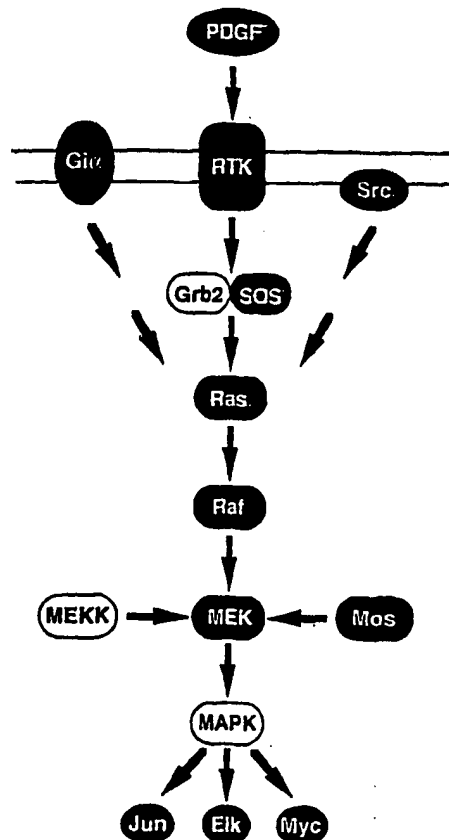 PDGF
Giα
RTK
Src
Grb2 SOS
Ras
Raf
MEKK MEK Mos
MAPK
Jun Elk Myc